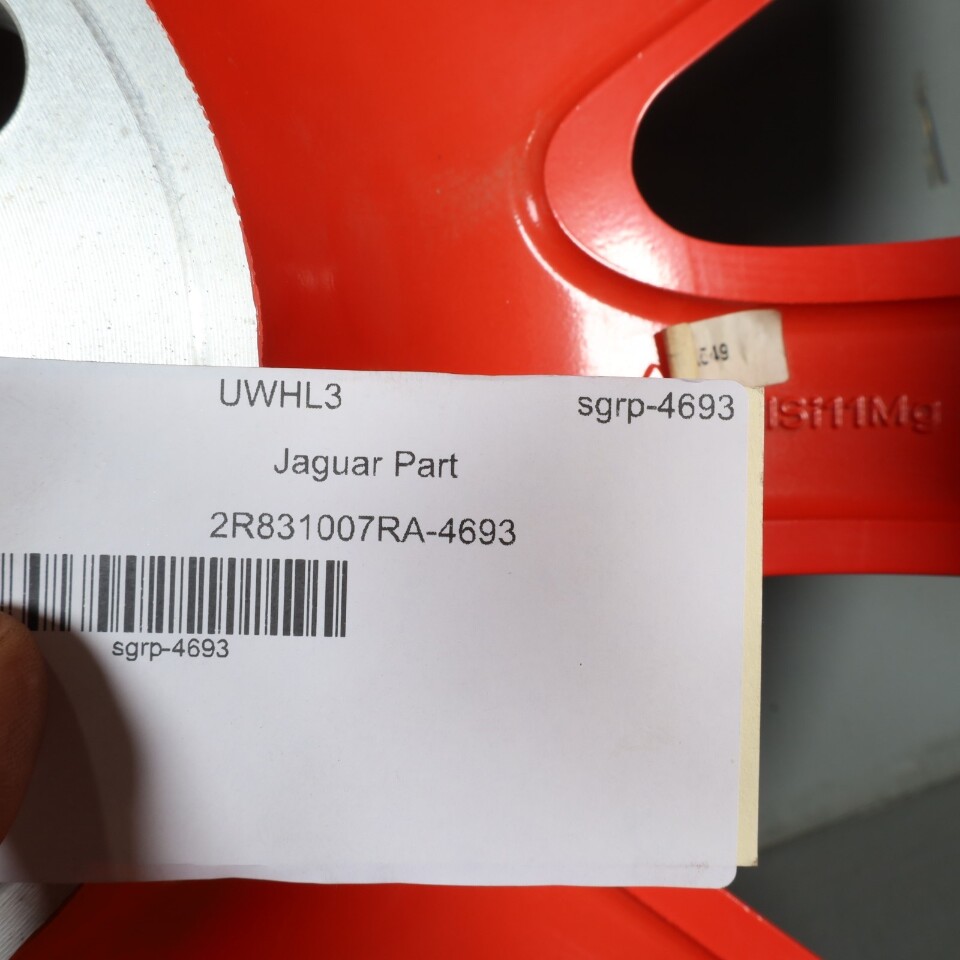 UWHL3 sgrp-4693
Jaguar Part
2R831007RA-4693
sgrp-4693